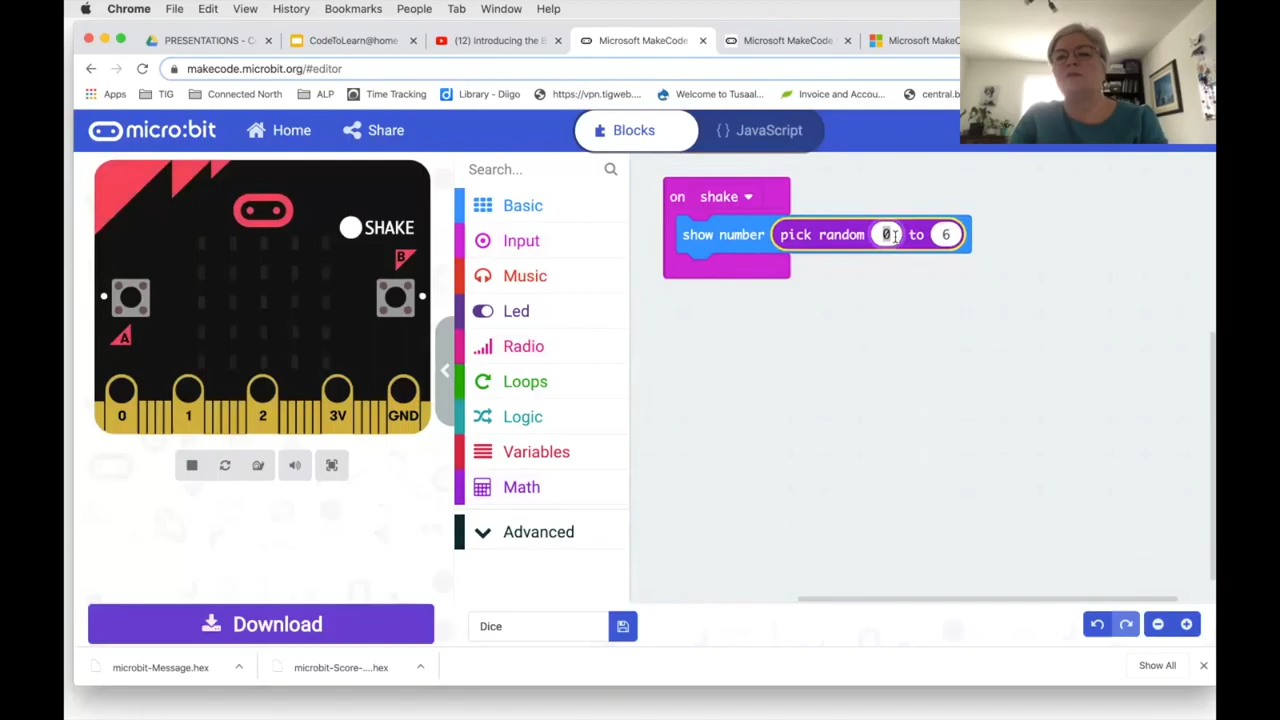 Chrome File Edit View History Bookmarks People Tab Window Help
PRESENTATIONS - C
CodeToLearn@home
(12) Introducing the B
Microsoft MakeCode
Microsoft MakeCode
Microsoft MakeC
makecode.microbit.org/#editor
Apps TIG Connected North ALP Time Tracking Library - Diigo https://vpn.tigweb.... Welcome to Tusaal... Invoice and Accou... central.b
micro:bit Home Share Blocks { } JavaScript
Search...
Basic
Input
Music
Led
Radio
Loops
Logic
Variables
Math
Advanced
on shake
show number pick random 0 to 6
SHAKE
B
A
0 1 2 3V GND
Download
Dice
microbit-Message.hex
microbit-Score-....hex
Show All